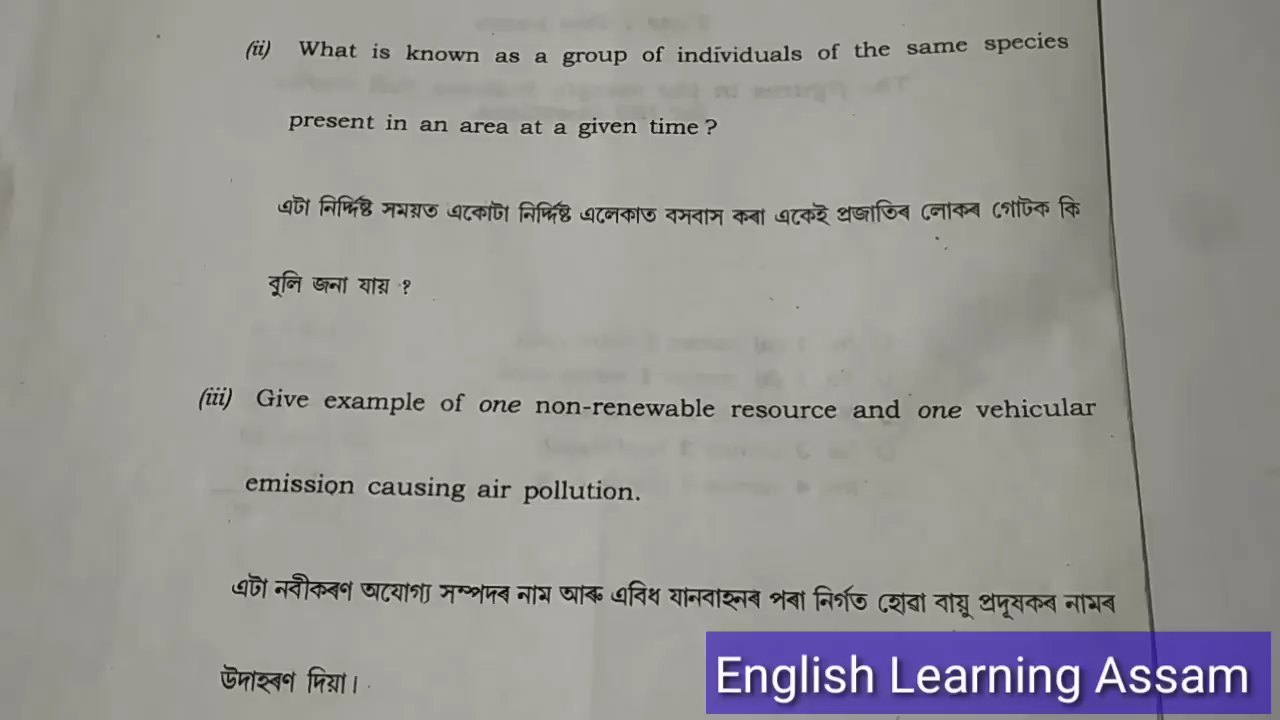 (ii) What is known as a group of individuals of the same species
present in an area at a given time ?
এটা নিৰ্দ্দিষ্ট সময়ত একোটা নিৰ্দ্দিষ্ট এলেকাত বসবাস কৰা একেই প্ৰজাতিৰ লোকৰ গোটক কি
বুলি জনা যায় ?
(iii) Give example of one non-renewable resource and one vehicular
emission causing air pollution.
এটা নবীকৰণ অযোগ্য সম্পদৰ নাম আৰু এবিধ যানবাহনৰ পৰা নিৰ্গত হোৱা বায়ু প্ৰদূষকৰ নামৰ
উদাহৰণ দিয়া।
English Learning Assam